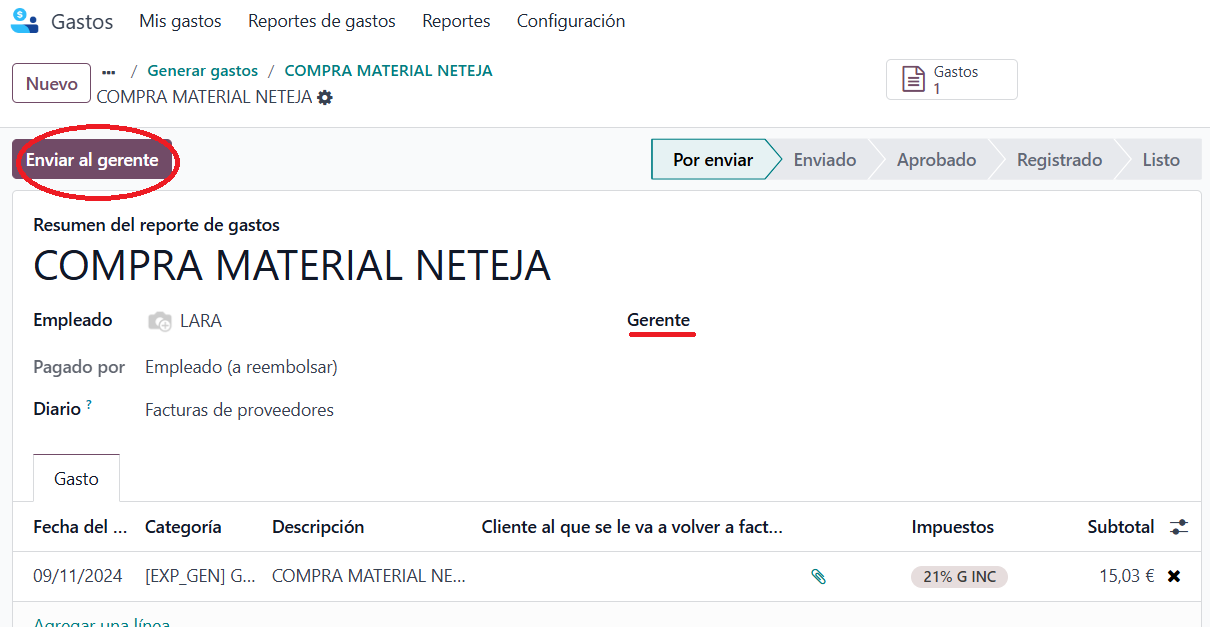 Gastos Mis gastos Reportes de gastos Reportes Configuración
Nuevo ... / Generar gastos / COMPRA MATERIAL NETEJA
COMPRA MATERIAL NETEJA
Gastos
1
Enviar al gerente
Por enviar Enviado Aprobado Registrado Listo
Resumen del reporte de gastos
COMPRA MATERIAL NETEJA
Empleado LARA Gerente
Pagado por Empleado (a reembolsar)
Diario ? Facturas de proveedores
Gasto
Fecha del ... Categoría Descripción Cliente al que se le va a volver a fact... Impuestos Subtotal
09/11/2024 [EXP_GEN] G... COMPRA MATERIAL NE... 21% G INC 15,03 €
Agregar una línea